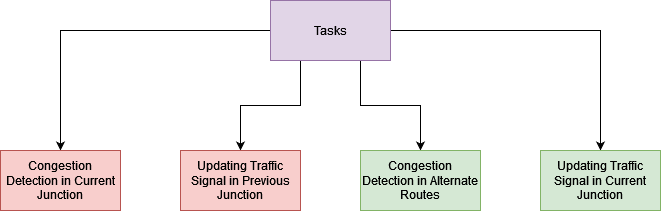 Tasks
Congestion
Detection in Current
Junction
Updating Traffic
Signal in Previous
Junction
Congestion
Detection in Alternate
Routes
Updating Traffic
Signal in Current
Junction